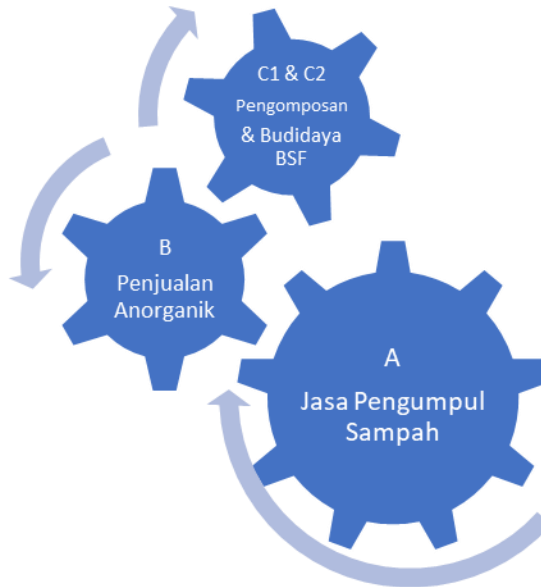 C1 & C2
Pengomposan
& Budidaya
BSF
B
Penjualan
Anorganik
A
Jasa Pengumpul
Sampah